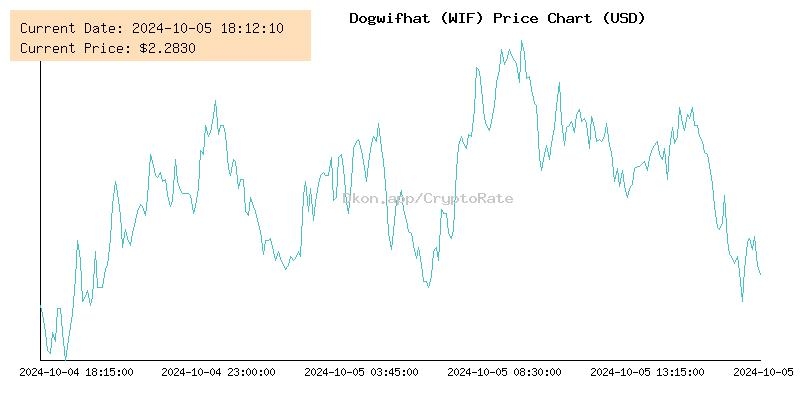 Dogwifhat (WIF) Price Chart (USD)
Current Date: 2024-10-05 18:12:10
Current Price: $2.2830
Dkon.app/CryptoRate
2024-10-04 18:15:00 2024-10-04 23:00:00 2024-10-05 03:45:00 2024-10-05 08:30:00 2024-10-05 13:15:00 2024-10-05